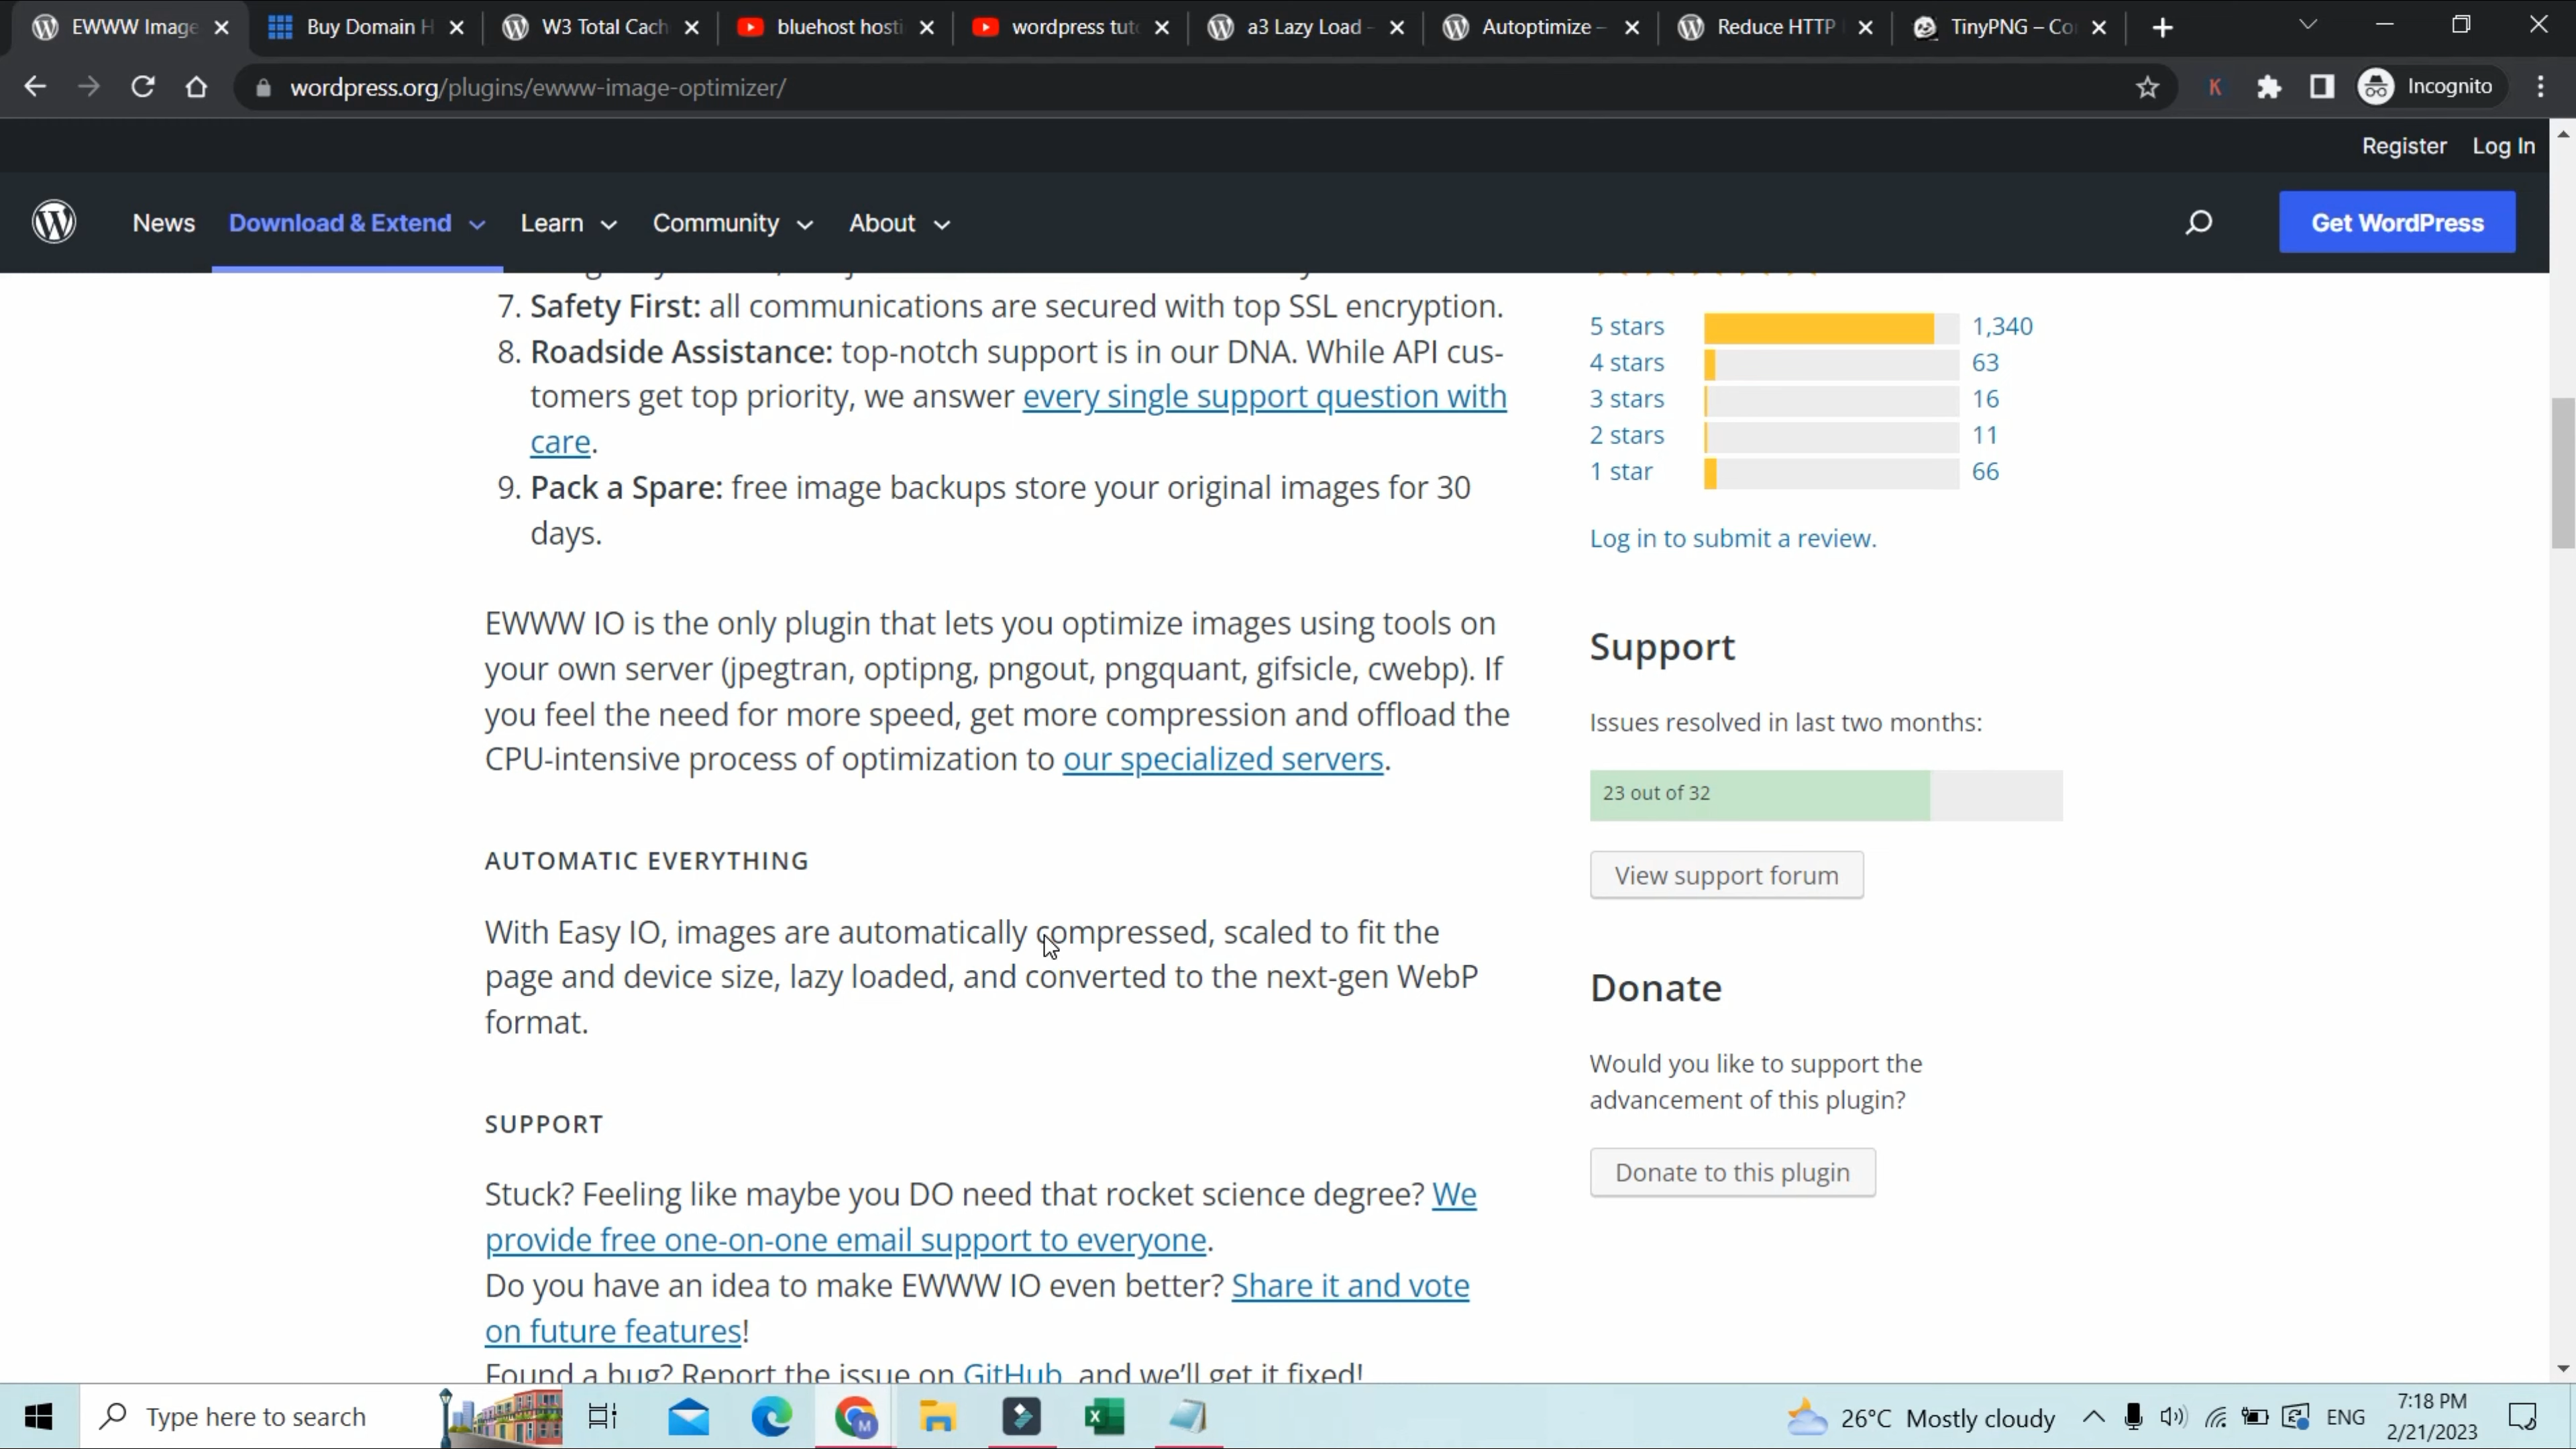 EWWW Image
Buy Domain H
W3 Total Cach
bluehost hosti
wordpress tuto
a3 Lazy Load -
Autoptimize –
Reduce HTTP
TinyPNG – Co
wordpress.org/plugins/ewww-image-optimizer/
K
Incognito
Register Log In
News
Download & Extend
Learn
Community
About
Get WordPress
7. Safety First: all communications are secured with top SSL encryption.
8. Roadside Assistance: top-notch support is in our DNA. While API cus-
tomers get top priority, we answer every single support question with
care.
9. Pack a Spare: free image backups store your original images for 30
days.
EWWW IO is the only plugin that lets you optimize images using tools on
your own server (jpegtran, optipng, pngout, pngquant, gifsicle, cwebp). If
you feel the need for more speed, get more compression and offload the
CPU-intensive process of optimization to our specialized servers.
AUTOMATIC EVERYTHING
With Easy IO, images are automatically compressed, scaled to fit the
page and device size, lazy loaded, and converted to the next-gen WebP
format.
SUPPORT
Stuck? Feeling like maybe you DO need that rocket science degree? We
provide free one-on-one email support to everyone.
Do you have an idea to make EWWW IO even better? Share it and vote
on future features!
Found a bug? Report the issue on GitHub, and we'll get it fixed!
5 stars 1,340
4 stars 63
3 stars 16
2 stars 11
1 star 66
Log in to submit a review.
Support
Issues resolved in last two months:
23 out of 32
View support forum
Donate
Would you like to support the
advancement of this plugin?
Donate to this plugin
Type here to search
M
26°C Mostly cloudy
ENG
7:18 PM
2/21/2023